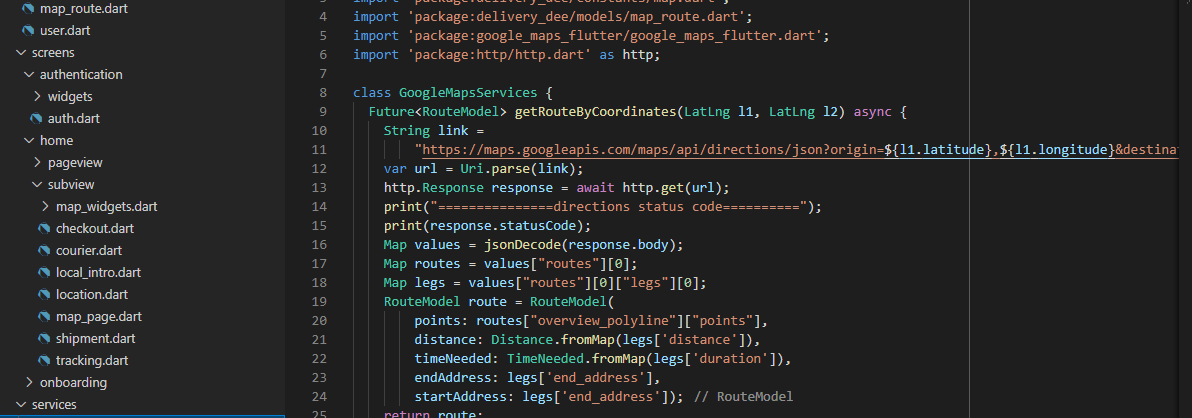 map_route.dart
user.dart
screens
authentication
widgets
auth.dart
home
pageview
subview
map_widgets.dart
checkout.dart
courier.dart
local_intro.dart
location.dart
map_page.dart
shipment.dart
tracking.dart
onboarding
services
3 import 'package:delivery_dee/constants/map.dart';
4 import 'package:delivery_dee/models/map_route.dart';
5 import 'package:google_maps_flutter/google_maps_flutter.dart';
6 import 'package:http/http.dart' as http;
7
8 class GoogleMapsServices {
9 Future<RouteModel> getRouteByCoordinates(LatLng l1, LatLng l2) async {
10 String link =
11 "https://maps.googleapis.com/maps/api/directions/json?origin=${l1.latitude},${l1.longitude}&destinat
12 var url = Uri.parse(link);
13 http.Response response = await http.get(url);
14 print("===============directions status code==========");
15 print(response.statusCode);
16 Map values = jsonDecode(response.body);
17 Map routes = values["routes"][0];
18 Map legs = values["routes"][0]["legs"][0];
19 RouteModel route = RouteModel(
20 points: routes["overview_polyline"]["points"],
21 distance: Distance.fromMap(legs['distance']),
22 timeNeeded: TimeNeeded.fromMap(legs['duration']),
23 endAddress: legs['end_address'],
24 startAddress: legs['end_address']); // RouteModel
25 return route;